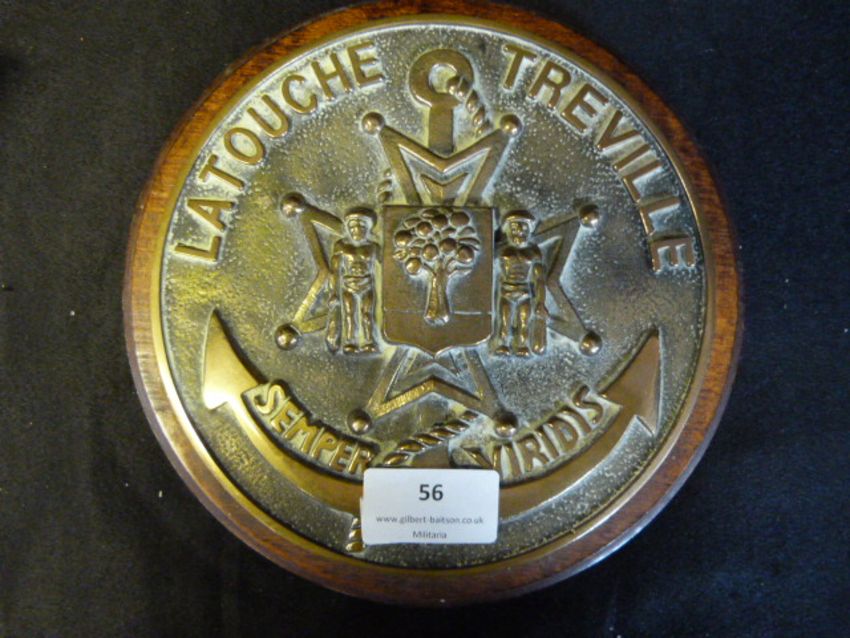 LATOUCHE TREVILLE
SEMPER VIRIDIS
56
www.gilbert-baitson.co.uk
Militaria